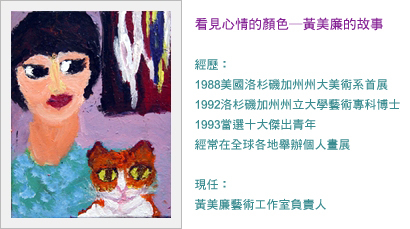 看見心情的顏色─黃美廉的故事
經歷：
1988美國洛杉磯加州州大美術系首展
1992洛杉磯加州州立大學藝術專科博士
1993當選十大傑出青年
經常在全球各地舉辦個人畫展
現任：
黃美廉藝術工作室負責人